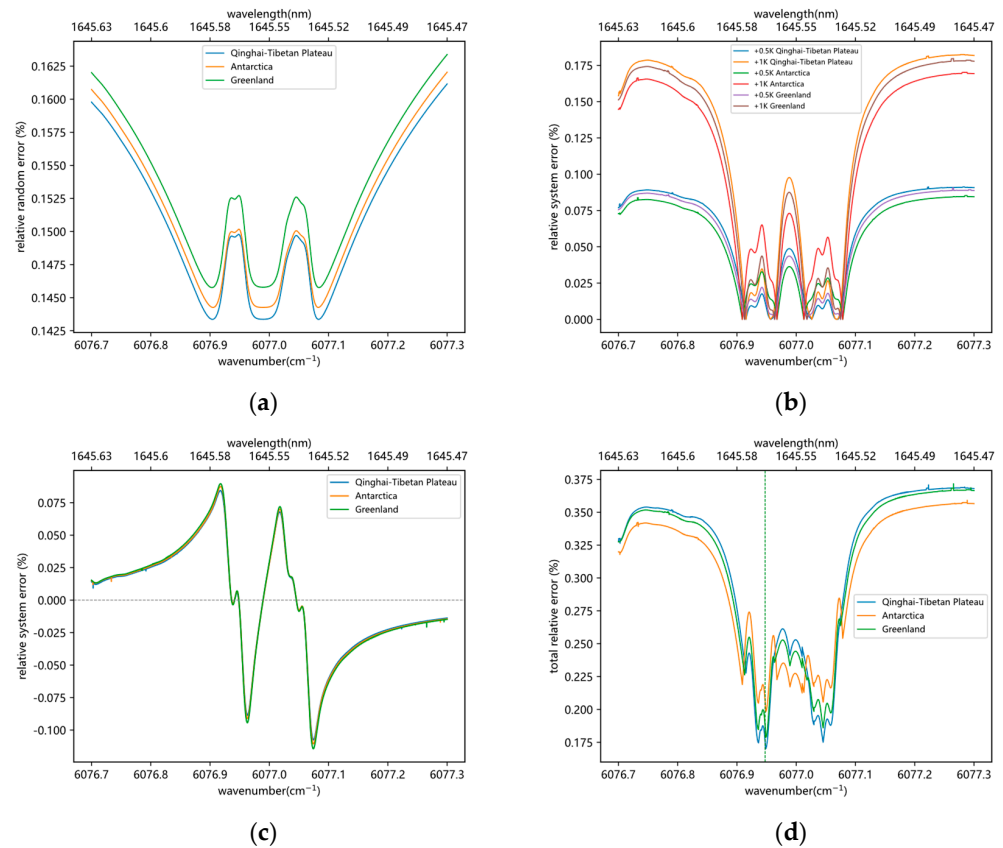 wavelength(nm)
1645.63 1645.6 1645.58 1645.55 1645.52 1645.49 1645.47
Qinghai-Tibetan Plateau
Antarctica
Greenland
relative random error (%)
0.1625
0.1600
0.1575
0.1550
0.1525
0.1500
0.1475
0.1450
0.1425
6076.7 6076.8 6076.9 6077.0 6077.1 6077.2 6077.3
wavenumber(cm⁻¹)
(a)
wavelength(nm)
1645.63 1645.6 1645.58 1645.55 1645.52 1645.49 1645.47
+0.5K Qinghai-Tibetan Plateau
+1K Qinghai-Tibetan Plateau
+0.5K Antarctica
+1K Antarctica
+0.5K Greenland
+1K Greenland
relative system error (%)
0.175
0.150
0.125
0.100
0.075
0.050
0.025
0.000
6076.7 6076.8 6076.9 6077.0 6077.1 6077.2 6077.3
wavenumber(cm⁻¹)
(b)
wavelength(nm)
1645.63 1645.6 1645.58 1645.55 1645.52 1645.49 1645.47
Qinghai-Tibetan Plateau
Antarctica
Greenland
relative system error (%)
0.075
0.050
0.025
0.000
-0.025
-0.050
-0.075
-0.100
6076.7 6076.8 6076.9 6077.0 6077.1 6077.2 6077.3
wavenumber(cm⁻¹)
(c)
wavelength(nm)
1645.63 1645.6 1645.58 1645.55 1645.52 1645.49 1645.47
Qinghai-Tibetan Plateau
Antarctica
Greenland
total relative error (%)
0.375
0.350
0.325
0.300
0.275
0.250
0.225
0.200
0.175
6076.7 6076.8 6076.9 6077.0 6077.1 6077.2 6077.3
wavenumber(cm⁻¹)
(d)